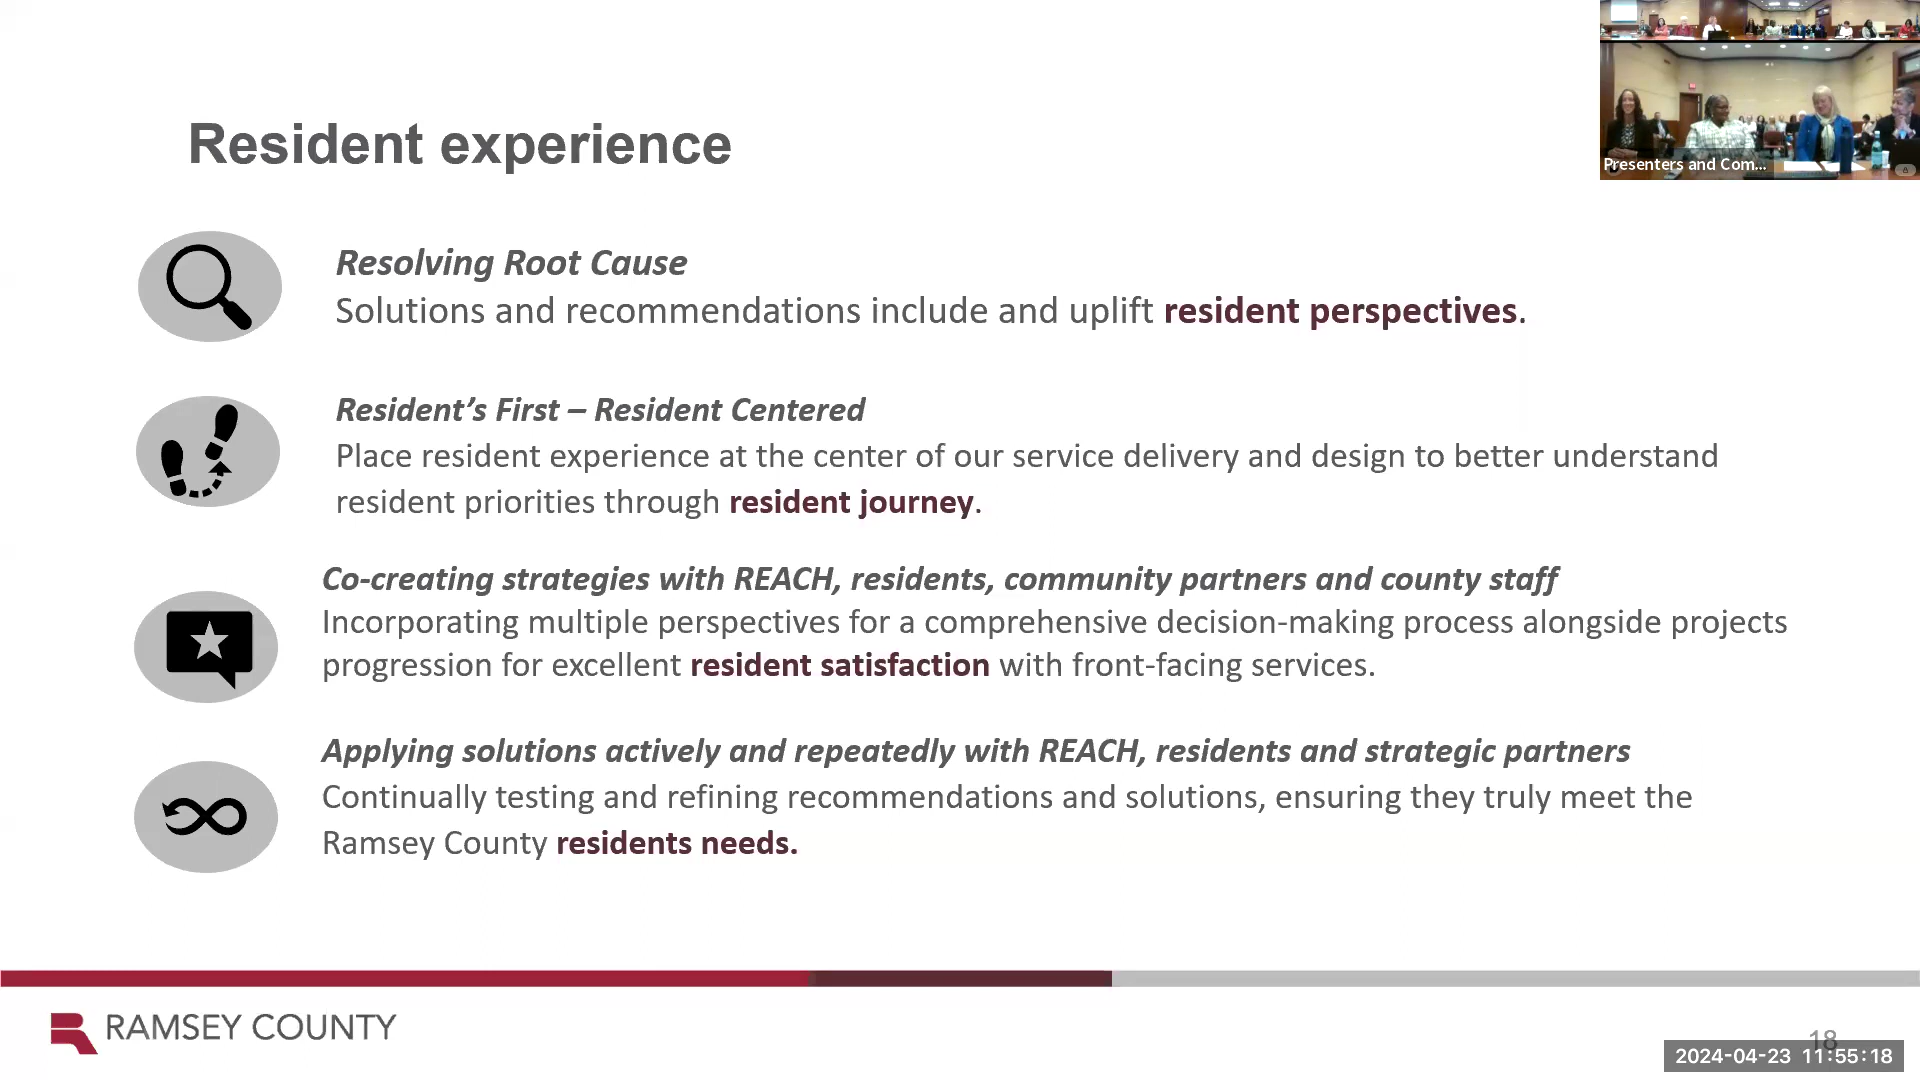 Resident experience
Presenters and Com...
Resolving Root Cause
Solutions and recommendations include and uplift resident perspectives.
Resident’s First – Resident Centered
Place resident experience at the center of our service delivery and design to better understand
resident priorities through resident journey.
Co-creating strategies with REACH, residents, community partners and county staff
Incorporating multiple perspectives for a comprehensive decision-making process alongside projects
progression for excellent resident satisfaction with front-facing services.
Applying solutions actively and repeatedly with REACH, residents and strategic partners
Continually testing and refining recommendations and solutions, ensuring they truly meet the
Ramsey County residents needs.
RAMSEY COUNTY
18
2024-04-23 11:55:18